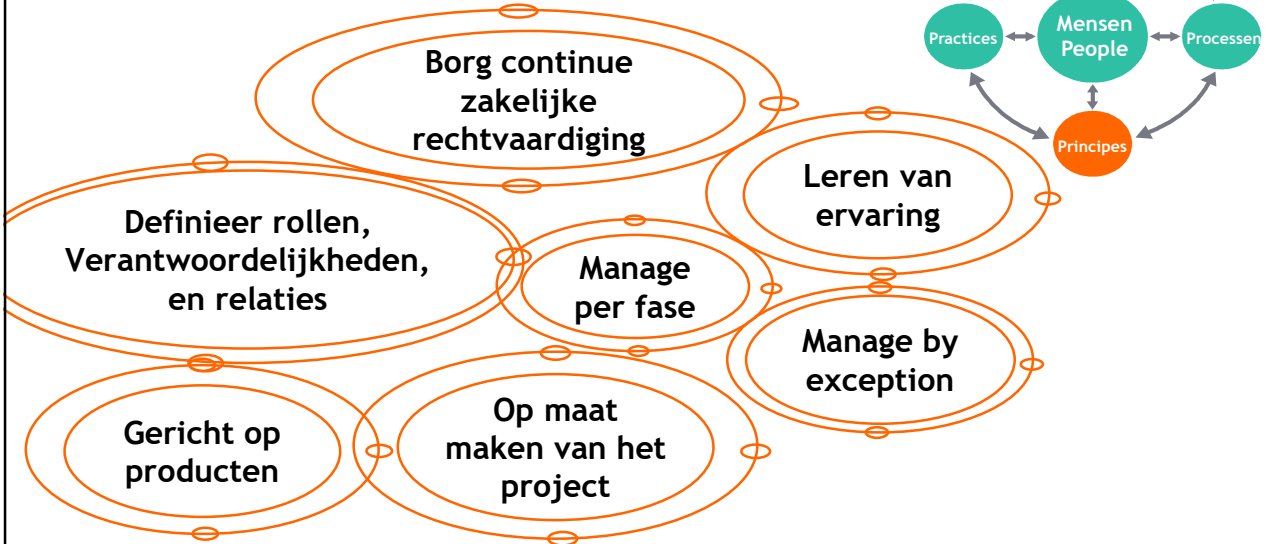 Borg continue
zakelijke
rechtvaardiging
Practices
Mensen
People
Processen
Principes
Leren van
ervaring
Definieer rollen,
Verantwoordelijkheden,
en relaties
Manage
per fase
Manage by
exception
Gericht op
producten
Op maat
maken van het
project